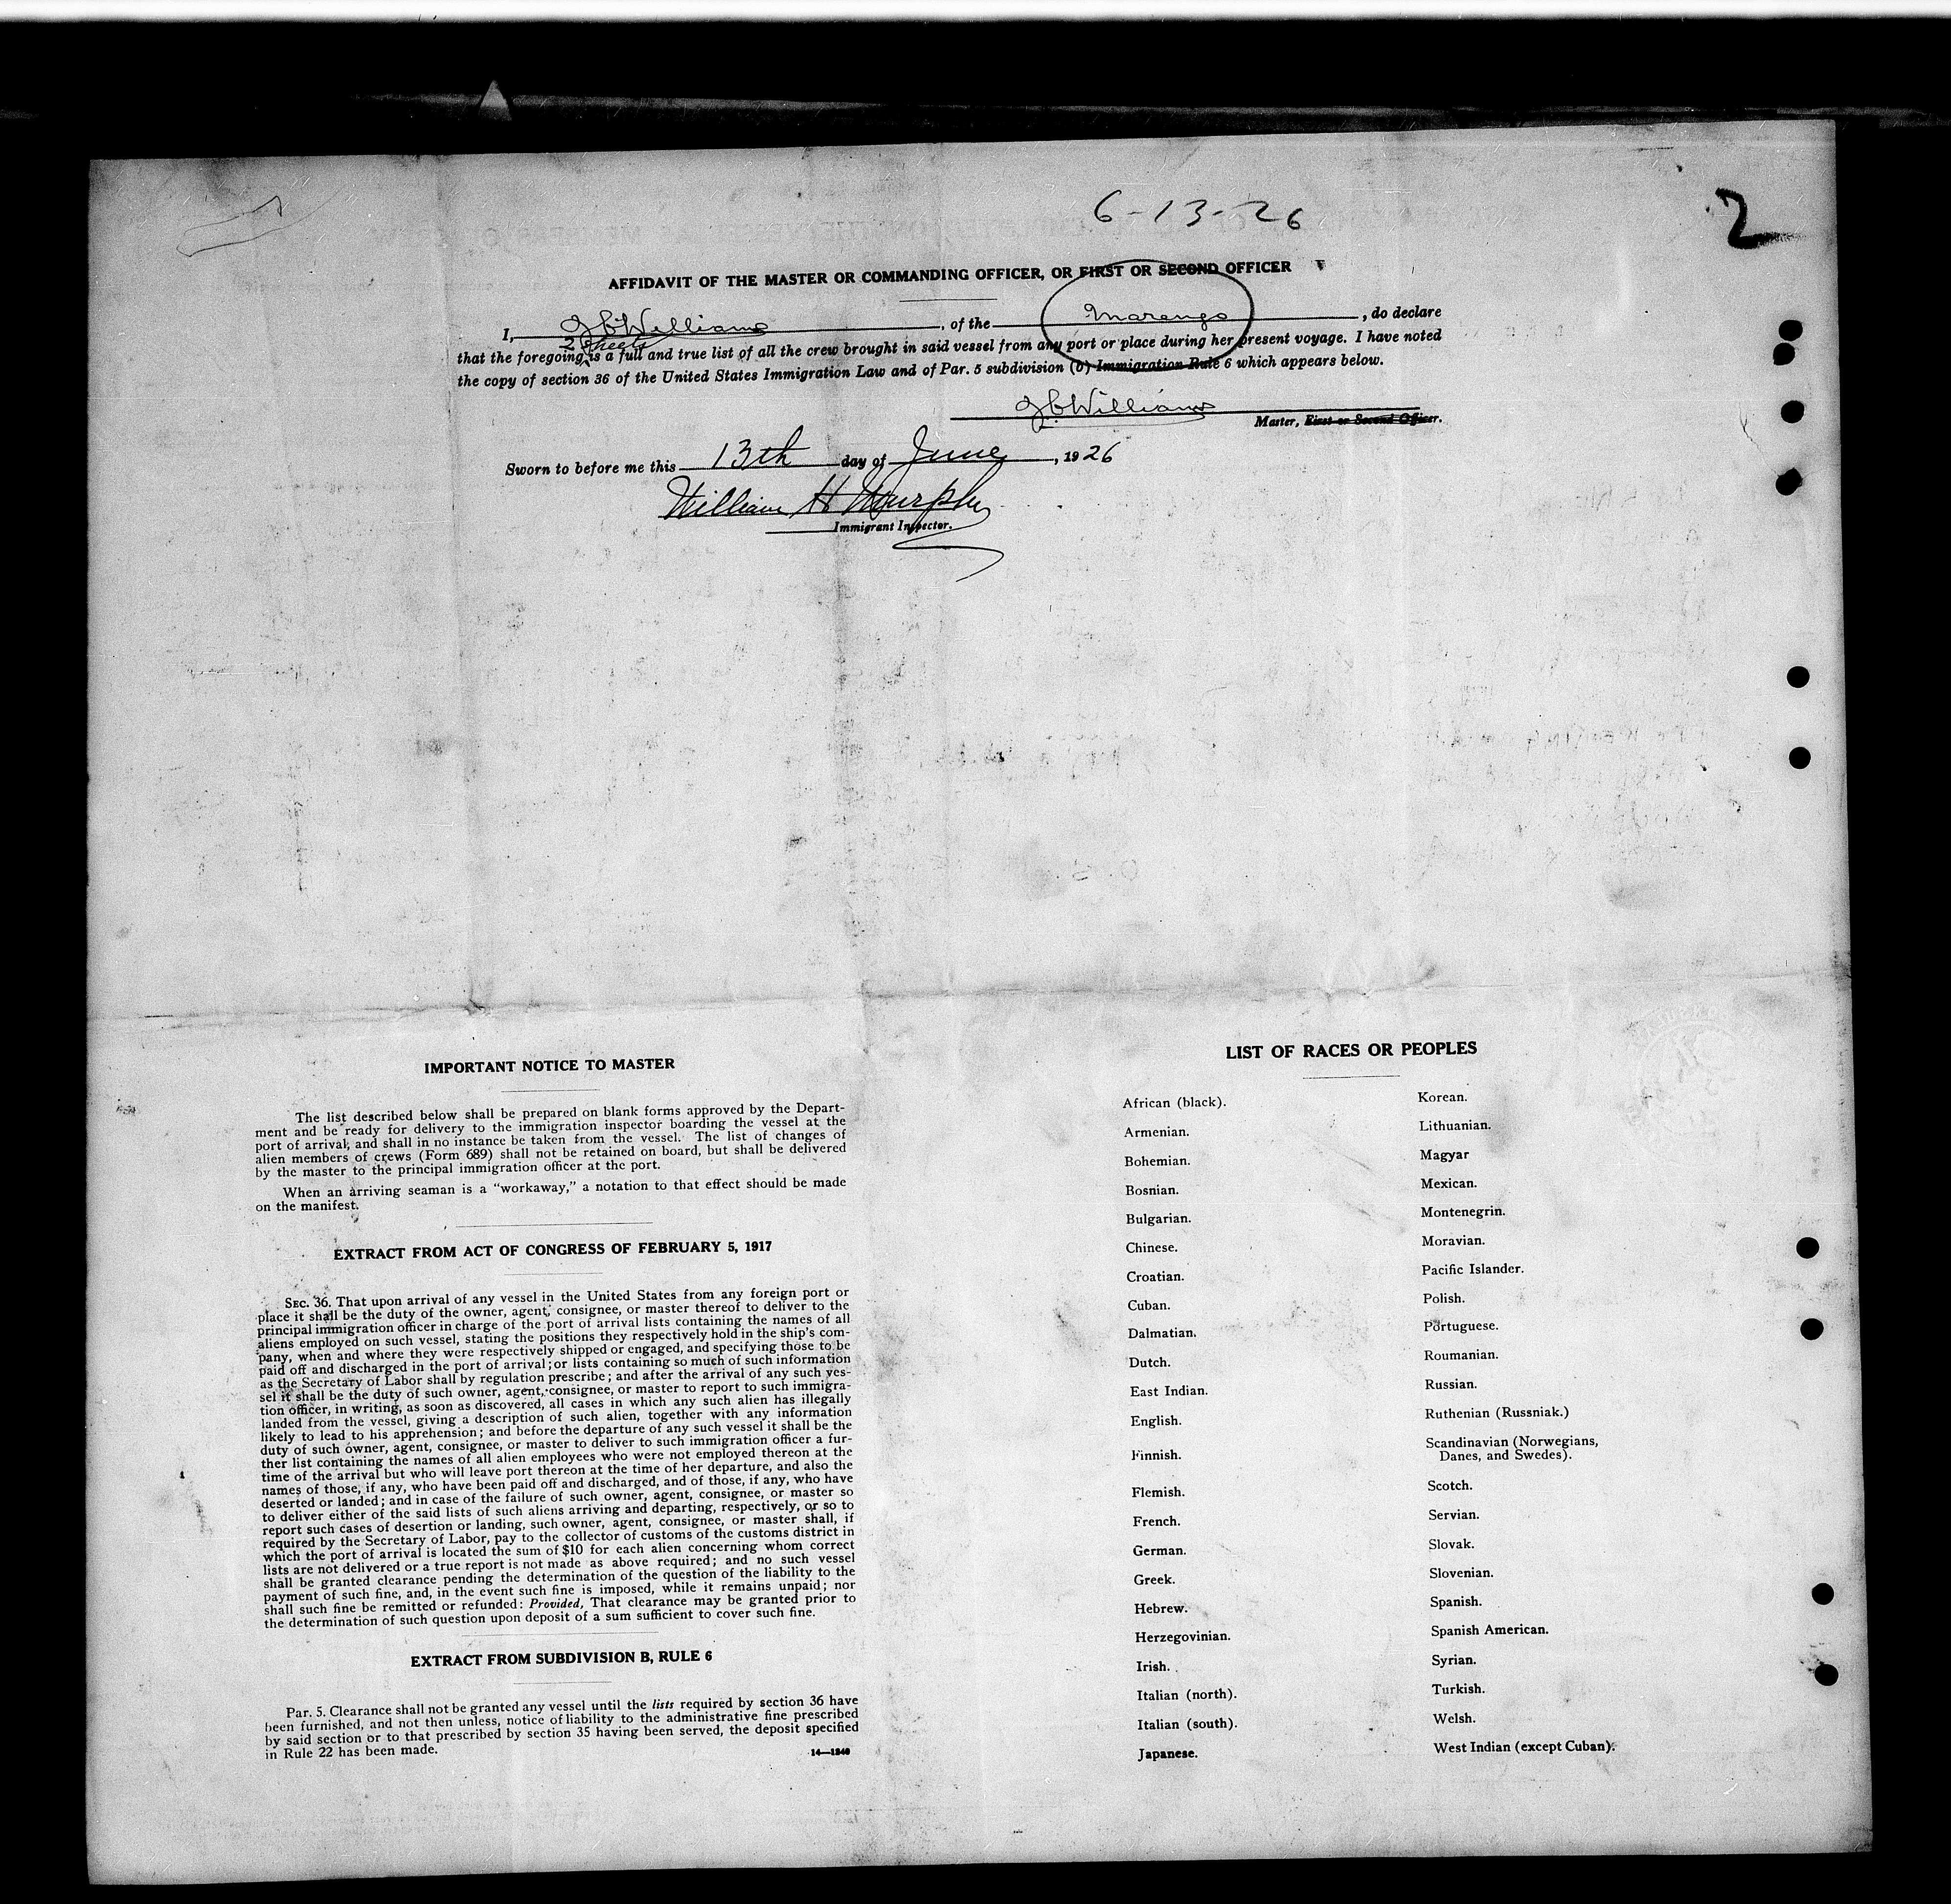 6-13-26
2
AFFIDAVIT OF THE MASTER OR COMMANDING OFFICER, OR FIRST OR SECOND OFFICER
I, J C Williams, of the Marengo, do declare
2 sheets
that the foregoing is a full and true list of all the crew brought in said vessel from any port or place during her present voyage. I have noted
the copy of section 36 of the United States Immigration Law and of Par. 5 subdivision (b) Immigration Rule 6 which appears below.
J C Williams
Master, First or Second Officer.
Sworn to before me this 13th day of June, 1926
William H Murphy
Immigrant Inspector.
IMPORTANT NOTICE TO MASTER
The list described below shall be prepared on blank forms approved by the Depart-
ment and be ready for delivery to the immigration inspector boarding the vessel at the
port of arrival, and shall in no instance be taken from the vessel. The list of changes of
alien members of crews (Form 689) shall not be retained on board, but shall be delivered
by the master to the principal immigration officer at the port.
When an arriving seaman is a "workaway," a notation to that effect should be made
on the manifest.
EXTRACT FROM ACT OF CONGRESS OF FEBRUARY 5, 1917
SEC. 36. That upon arrival of any vessel in the United States from any foreign port or
place it shall be the duty of the owner, agent, consignee, or master thereof to deliver to the
principal immigration officer in charge of the port of arrival lists containing the names of all
aliens employed on such vessel, stating the positions they respectively hold in the ship's com-
pany, when and where they were respectively shipped or engaged, and specifying those to be
paid off and discharged in the port of arrival; or lists containing so much of such information
as the Secretary of Labor shall by regulation prescribe; and after the arrival of any such ves-
sel it shall be the duty of such owner, agent, consignee, or master to report to such immigra-
tion officer, in writing, as soon as discovered, all cases in which any such alien has illegally
landed from the vessel, giving a description of such alien, together with any information
likely to lead to his apprehension; and before the departure of any such vessel it shall be the
duty of such owner, agent, consignee, or master to deliver to such immigration officer a fur-
ther list containing the names of all alien employees who were not employed thereon at the
time of the arrival but who will leave port thereon at the time of her departure, and also the
names of those, if any, who have been paid off and discharged, and of those, if any, who have
deserted or landed; and in case of the failure of such owner, agent, consignee, or master so
to deliver either of the said lists of such aliens arriving and departing, respectively, or so to
report such cases of desertion or landing, such owner, agent, consignee, or master shall, if
required by the Secretary of Labor, pay to the collector of customs of the customs district in
which the port of arrival is located the sum of $10 for each alien concerning whom correct
lists are not delivered or a true report is not made as above required; and no such vessel
shall be granted clearance pending the determination of the question of the liability to the
payment of such fine, and, in the event such fine is imposed, while it remains unpaid; nor
shall such fine be remitted or refunded: Provided, That clearance may be granted prior to
the determination of such question upon deposit of a sum sufficient to cover such fine.
EXTRACT FROM SUBDIVISION B, RULE 6
Par. 5. Clearance shall not be granted any vessel until the lists required by section 36 have
been furnished, and not then unless, notice of liability to the administrative fine prescribed
by said section or to that prescribed by section 35 having been served, the deposit specified
in Rule 22 has been made.
14—1240
LIST OF RACES OR PEOPLES
African (black).
Armenian.
Bohemian.
Bosnian.
Bulgarian.
Chinese.
Croatian.
Cuban.
Dalmatian.
Dutch.
East Indian.
English.
Finnish.
Flemish.
French.
German.
Greek.
Hebrew.
Herzegovinian.
Irish.
Italian (north).
Italian (south).
Japanese.
Korean.
Lithuanian.
Magyar
Mexican.
Montenegrin.
Moravian.
Pacific Islander.
Polish.
Portuguese.
Roumanian.
Russian.
Ruthenian (Russniak.)
Scandinavian (Norwegians,
Danes, and Swedes).
Scotch.
Servian.
Slovak.
Slovenian.
Spanish.
Spanish American.
Syrian.
Turkish.
Welsh.
West Indian (except Cuban).